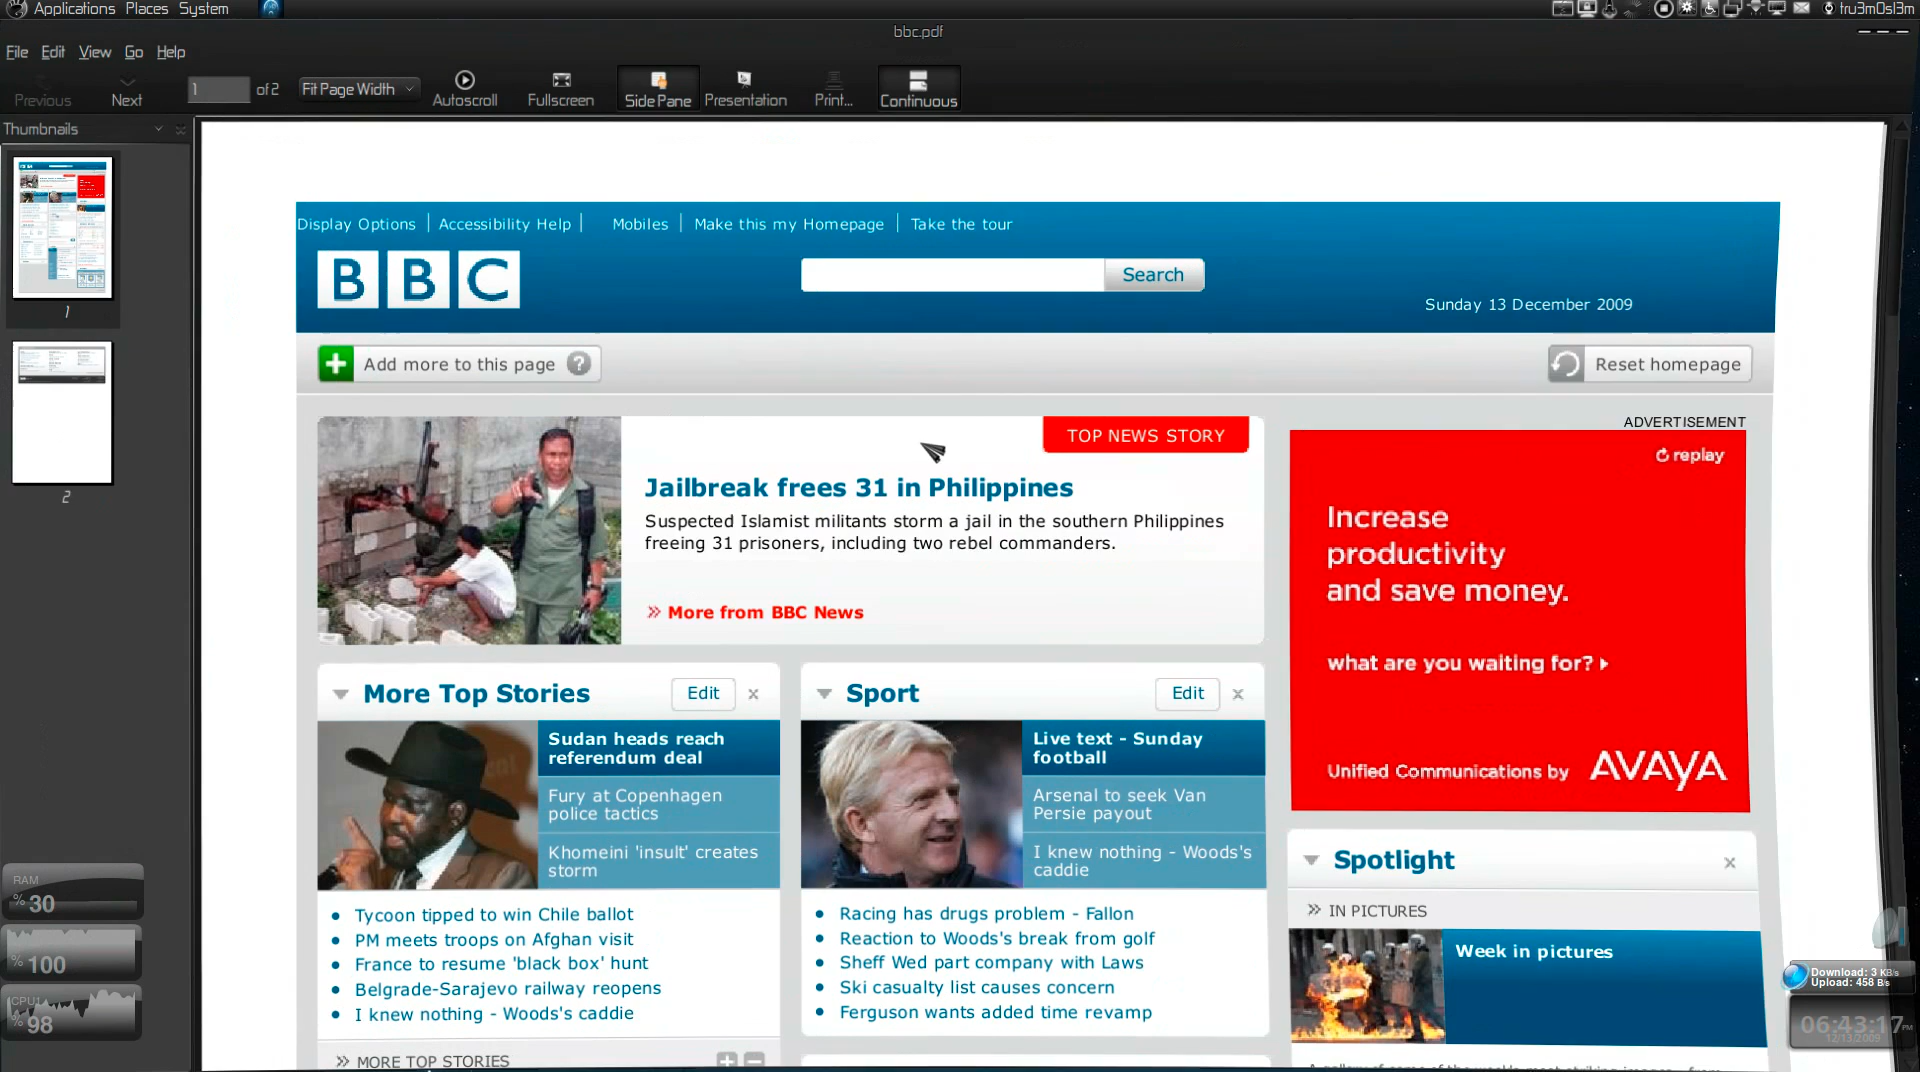 Applications Places System
tru3m0sl3m
bbc.pdf
File Edit View Go Help
Previous Next 1 of 2 Fit Page Width Autoscroll Fullscreen Side Pane Presentation Print... Continuous
Thumbnails
1
2
Display Options Accessibility Help Mobiles Make this my Homepage Take the tour
BBC
Search
Sunday 13 December 2009
Add more to this page ?
Reset homepage
ADVERTISEMENT
TOP NEWS STORY
Jailbreak frees 31 in Philippines
Suspected Islamist militants storm a jail in the southern Philippines
freeing 31 prisoners, including two rebel commanders.
» More from BBC News
replay
Increase
productivity
and save money.
what are you waiting for?
Unified Communications by AVAYA
More Top Stories Edit x
Sudan heads reach
referendum deal
Fury at Copenhagen
police tactics
Khomeini 'insult' creates
storm
• Tycoon tipped to win Chile ballot
• PM meets troops on Afghan visit
• France to resume 'black box' hunt
• Belgrade-Sarajevo railway reopens
• I knew nothing - Woods's caddie
» MORE TOP STORIES
Sport Edit x
Live text - Sunday
football
Arsenal to seek Van
Persie payout
I knew nothing - Woods's
caddie
• Racing has drugs problem - Fallon
• Reaction to Woods's break from golf
• Sheff Wed part company with Laws
• Ski casualty list causes concern
• Ferguson wants added time revamp
Spotlight x
» IN PICTURES
Week in pictures
RAM
% 30
% 100
CPU1
% 98
Download: 3 KB/s
Upload: 458 B/s
06:43:17 PM
12/13/2009